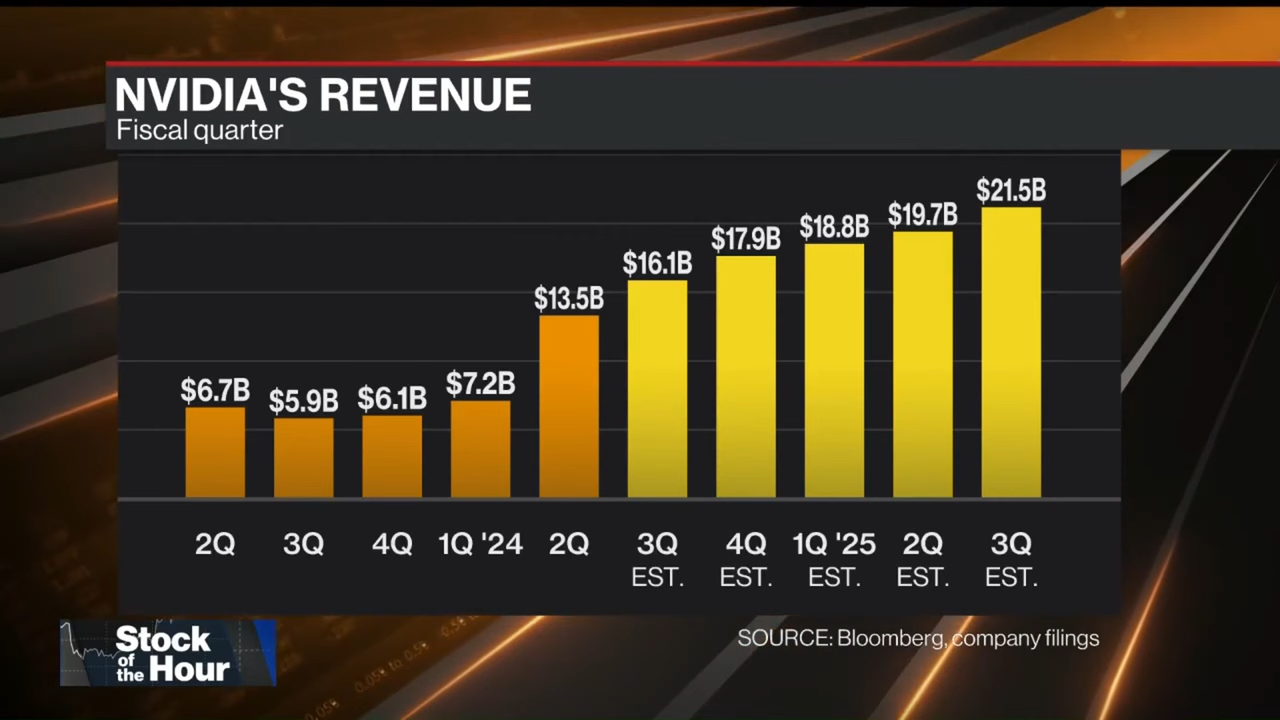 NVIDIA'S REVENUE
Fiscal quarter
$6.7B
$5.9B
$6.1B
$7.2B
$13.5B
$16.1B
$17.9B
$18.8B
$19.7B
$21.5B
2Q
3Q
4Q
1Q '24
2Q
3Q
EST.
4Q
EST.
1Q '25
EST.
2Q
EST.
3Q
EST.
SOURCE: Bloomberg, company filings
Stock
of
the Hour